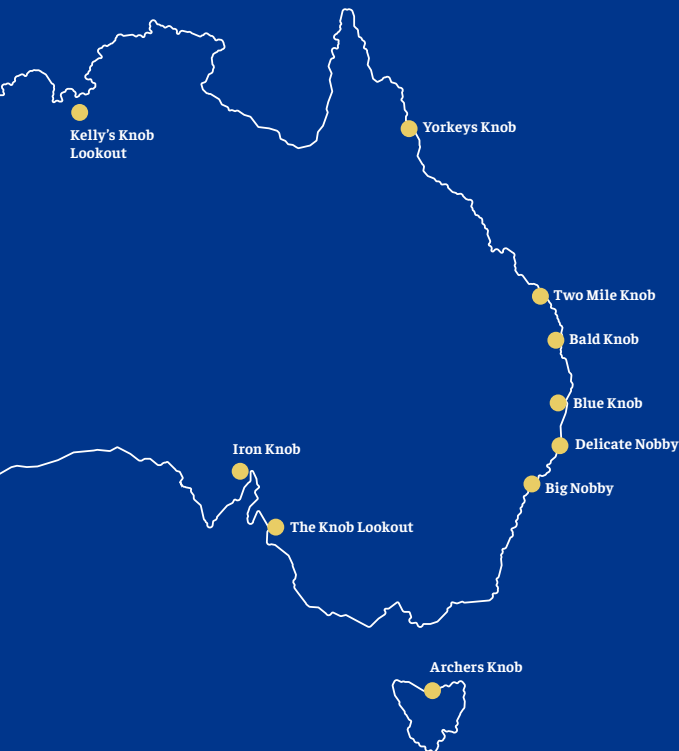 Yorkeys Knob
Kelly’s Knob
Lookout
Two Mile Knob
Bald Knob
Blue Knob
Delicate Nobby
Iron Knob
Big Nobby
The Knob Lookout
Archers Knob